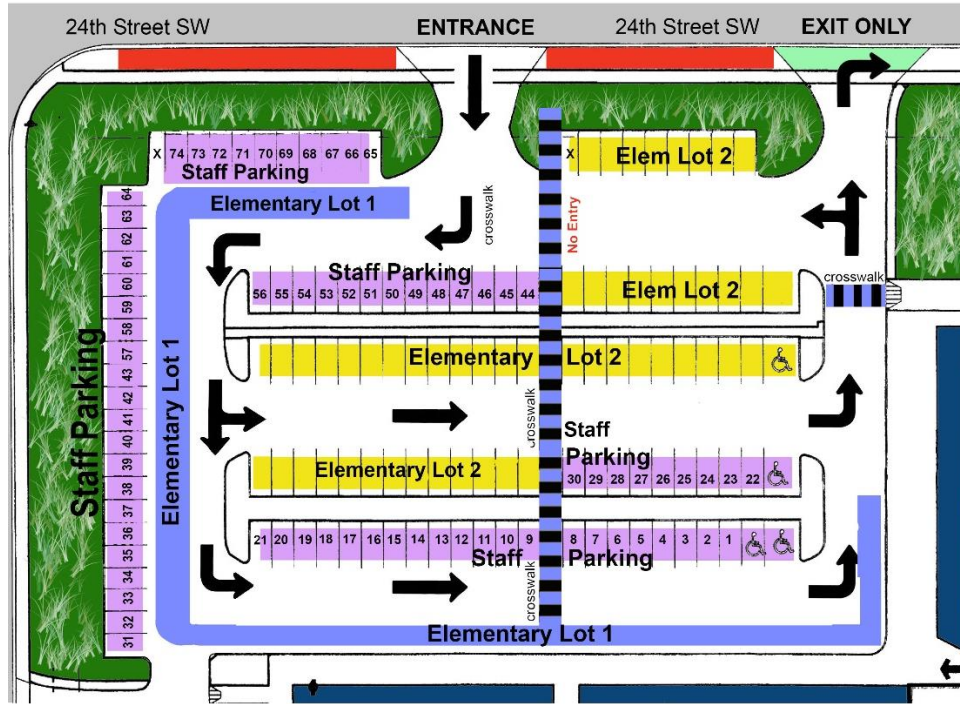 24th Street SW
ENTRANCE
24th Street SW
EXIT ONLY
X 74 73 72 71 70 69 68 67 66 65
Staff Parking
X
Elem Lot 2
Elementary Lot 1
crosswalk
No Entry
64
63
62
61
60
59
58
57
43
42
41
40
39
38
37
36
35
34
33
32
31
Staff Parking
Elementary Lot 1
Staff Parking
56 55 54 53 52 51 50 49 48 47 46 45 44
Elem Lot 2
crosswalk
Elementary Lot 2
crosswalk
Staff
Parking
Elementary Lot 2
30 29 28 27 26 25 24 23 22
21 20 19 18 17 16 15 14 13 12 11 10 9
8 7 6 5 4 3 2 1
Staff Parking
crosswalk
Elementary Lot 1